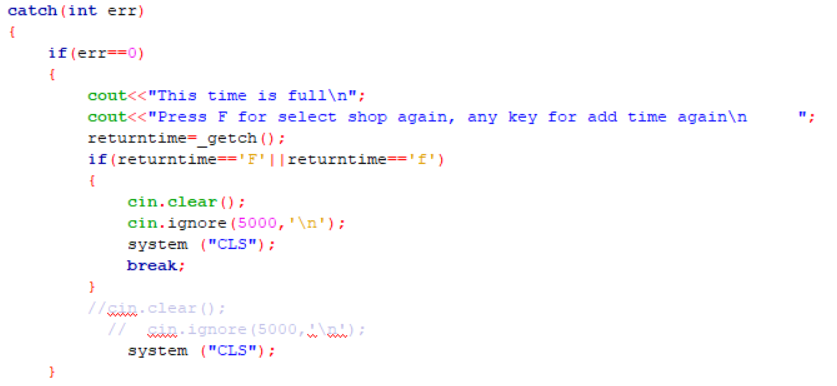 catch(int err)
{
    if(err==0)
    {
        cout<<"This time is full\n";
        cout<<"Press F for select shop again, any key for add time again\n     ";
        returntime=_getch();
        if(returntime=='F'||returntime=='f')
        {
            cin.clear();
            cin.ignore(5000,'\n');
            system ("CLS");
            break;
        }
        //cin.clear();
          //  cin.ignore(5000,'\n');
            system ("CLS");
    }